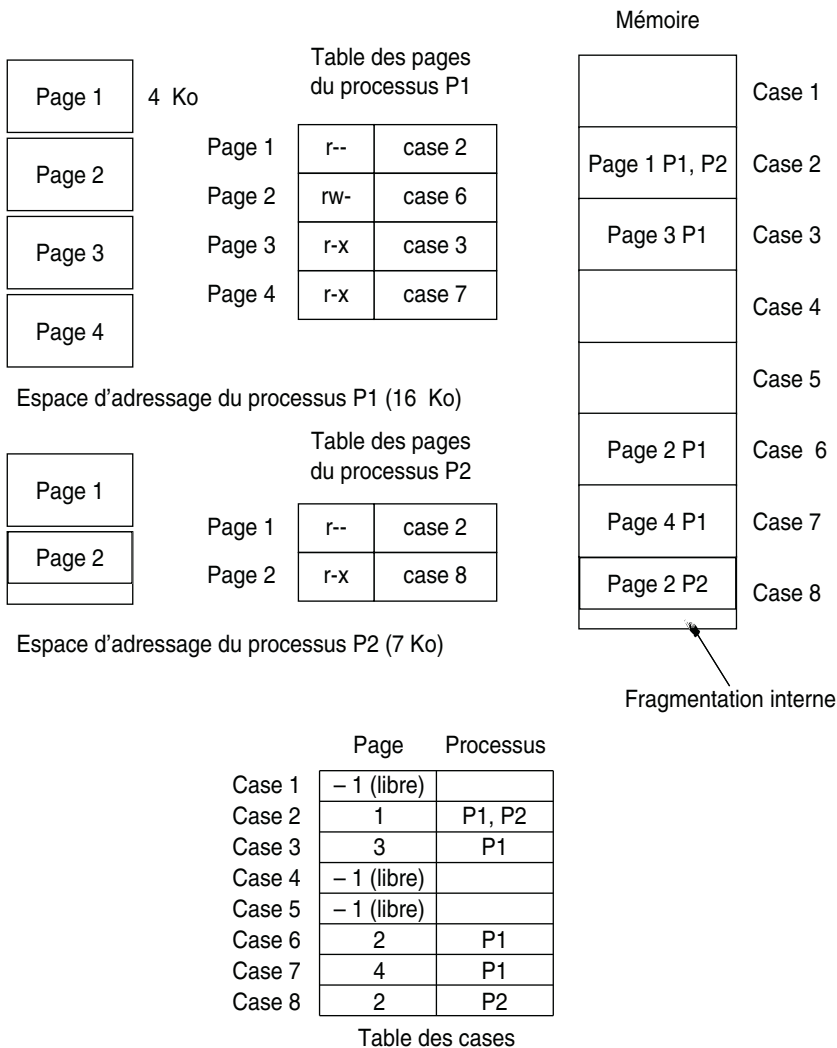 Mémoire
Table des pages
du processus P1
Page 1
4 Ko
Page 2
Page 3
Page 4
Page 1 r-- case 2
Page 2 rw- case 6
Page 3 r-x case 3
Page 4 r-x case 7
Espace d'adressage du processus P1 (16 Ko)
Table des pages
du processus P2
Page 1
Page 2
Page 1 r-- case 2
Page 2 r-x case 8
Espace d'adressage du processus P2 (7 Ko)
Case 1
Page 1 P1, P2 Case 2
Page 3 P1 Case 3
Case 4
Case 5
Page 2 P1 Case 6
Page 4 P1 Case 7
Page 2 P2 Case 8
Fragmentation interne
Page Processus
Case 1 – 1 (libre)
Case 2 1 P1, P2
Case 3 3 P1
Case 4 – 1 (libre)
Case 5 – 1 (libre)
Case 6 2 P1
Case 7 4 P1
Case 8 2 P2
Table des cases